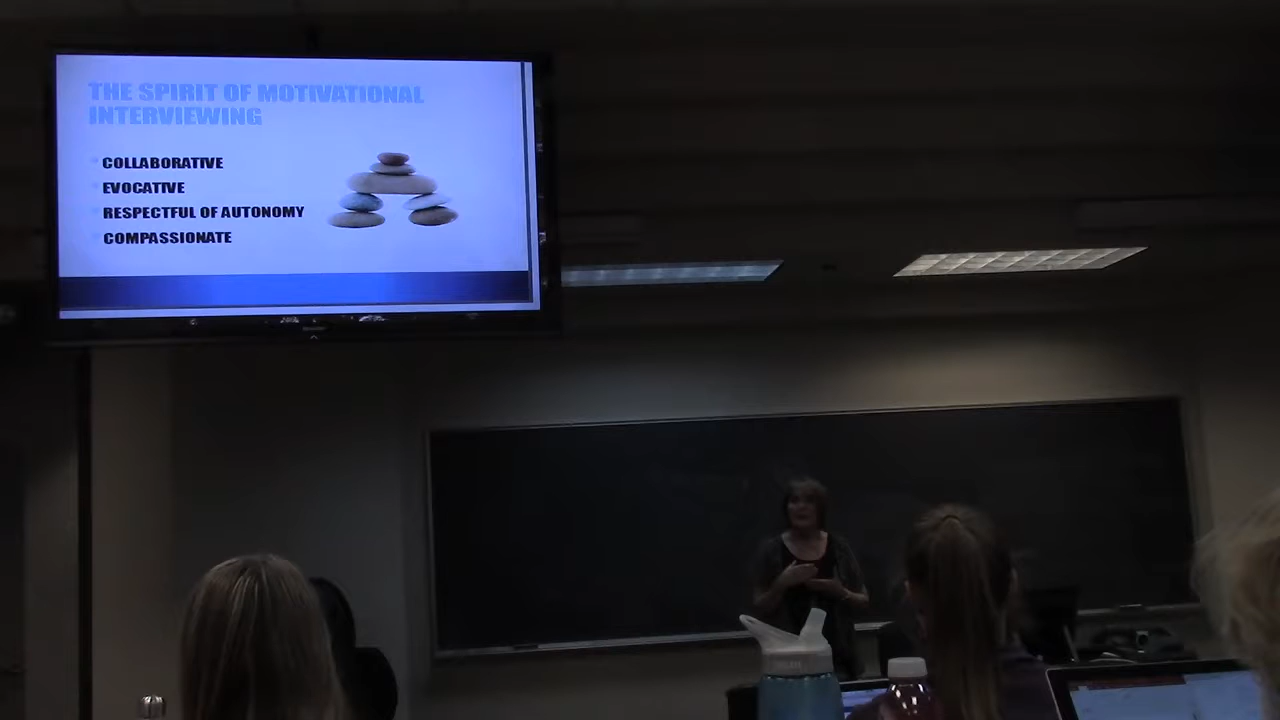 THE SPIRIT OF MOTIVATIONAL
INTERVIEWING
COLLABORATIVE
EVOCATIVE
RESPECTFUL OF AUTONOMY
COMPASSIONATE